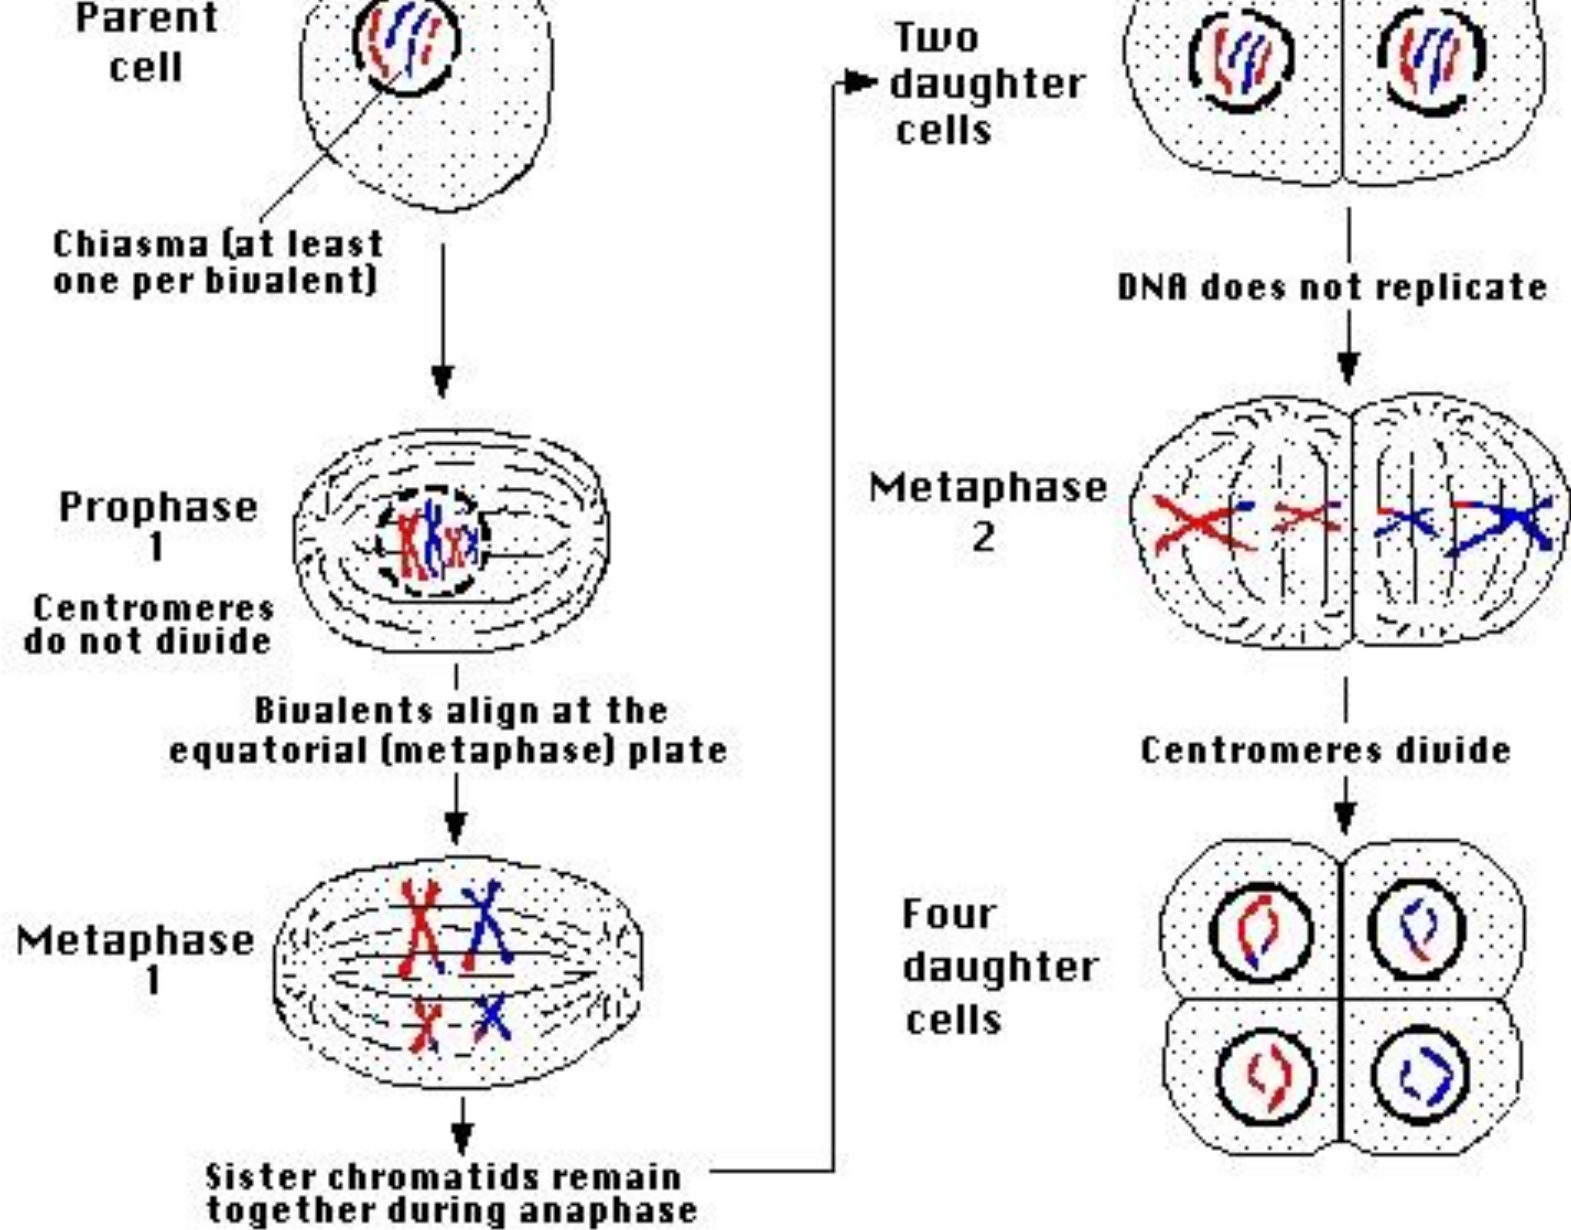 Parent
cell
Chiasma (at least
one per bivalent)
Prophase
1
Centromeres
do not divide
Bivalents align at the
equatorial (metaphase) plate
Metaphase
1
Sister chromatids remain
together during anaphase
Two
daughter
cells
DNA does not replicate
Metaphase
2
Centromeres divide
Four
daughter
cells